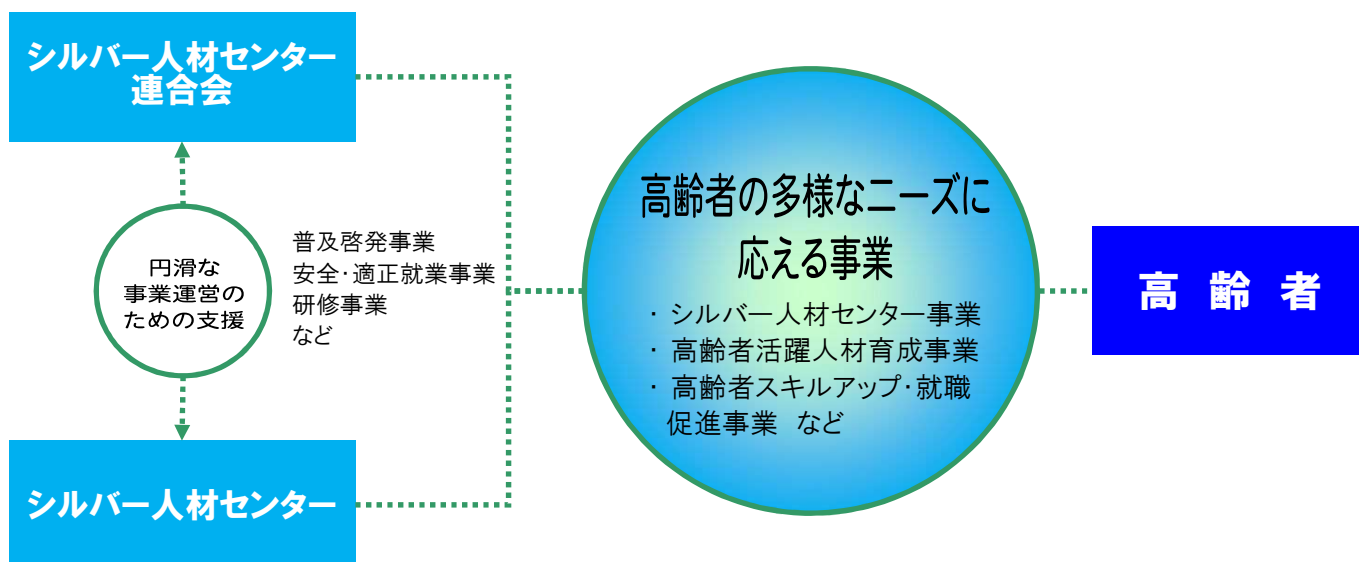 シルバー人材センター
連合会
円滑な
事業運営の
ための支援
普及啓発事業
安全･適正就業事業
研修事業
など
シルバー人材センター
高齢者の多様なニーズに
応える事業
･ シルバー人材センター事業
･ 高齢者活躍人材育成事業
･ 高齢者スキルアップ･就職
促進事業　など
高　齢　者